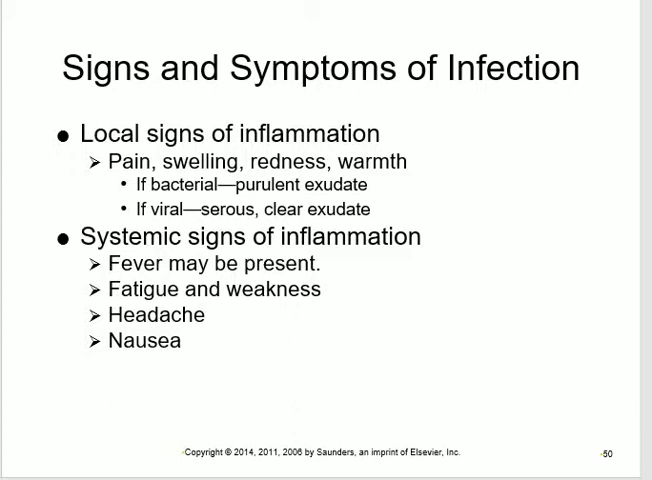 Signs and Symptoms of Infection
● Local signs of inflammation
➢ Pain, swelling, redness, warmth
• If bacterial—purulent exudate
• If viral—serous, clear exudate
● Systemic signs of inflammation
➢ Fever may be present.
➢ Fatigue and weakness
➢ Headache
➢ Nausea
Copyright © 2014, 2011, 2006 by Saunders, an imprint of Elsevier, Inc.
50